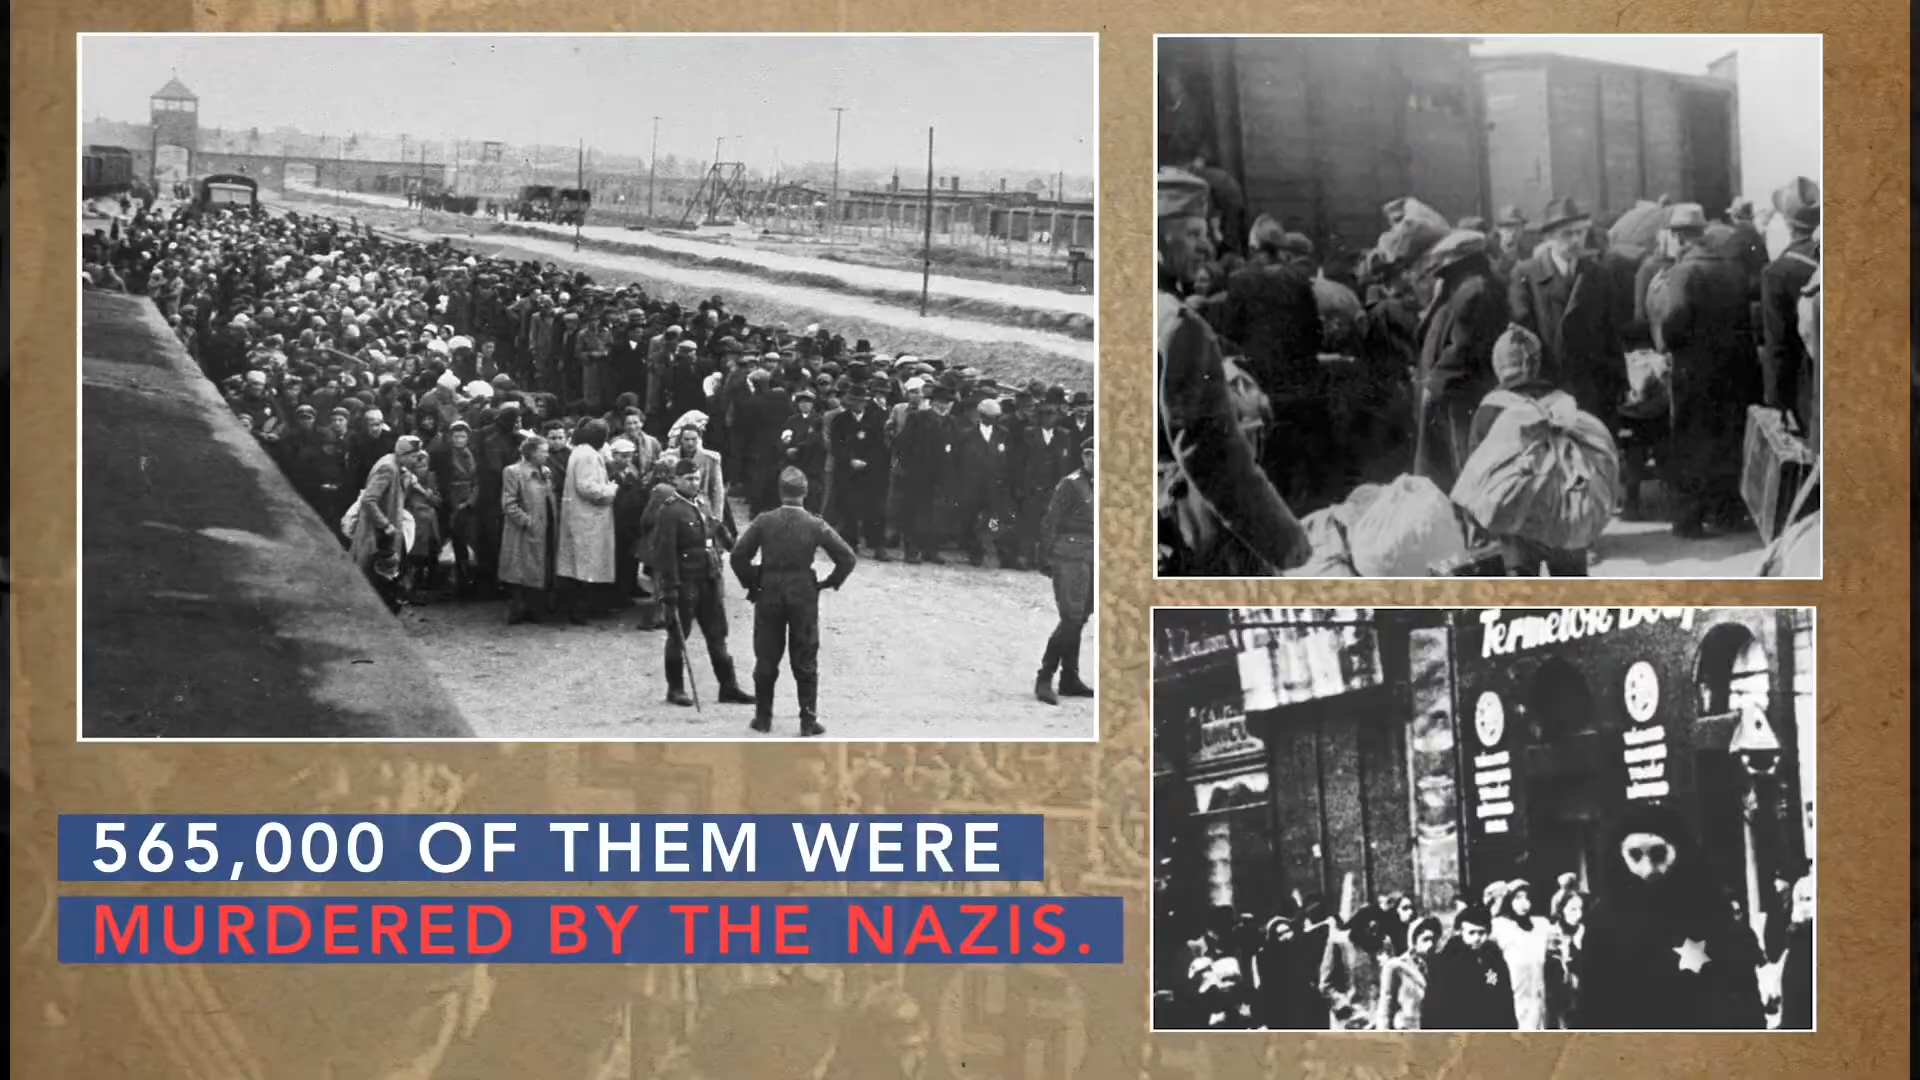 565,000 OF THEM WERE
MURDERED BY THE NAZIS.